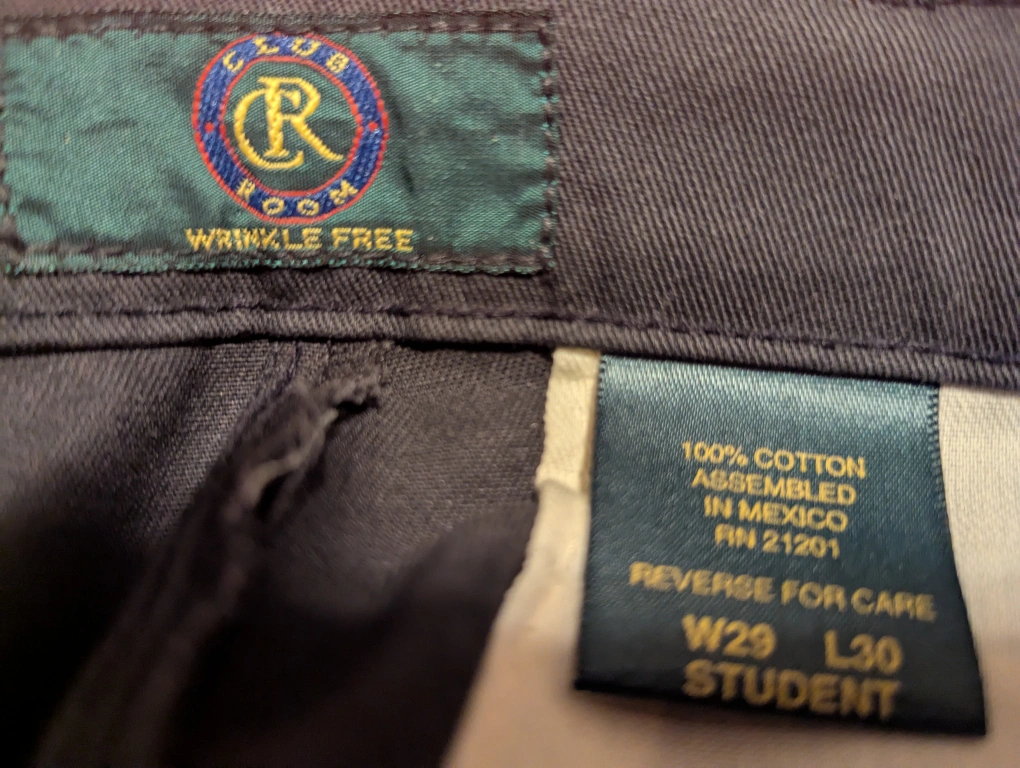 CLUB
CR
ROOM
WRINKLE FREE
100% COTTON
ASSEMBLED
IN MEXICO
RN 21201
REVERSE FOR CARE
W29 L30
STUDENT